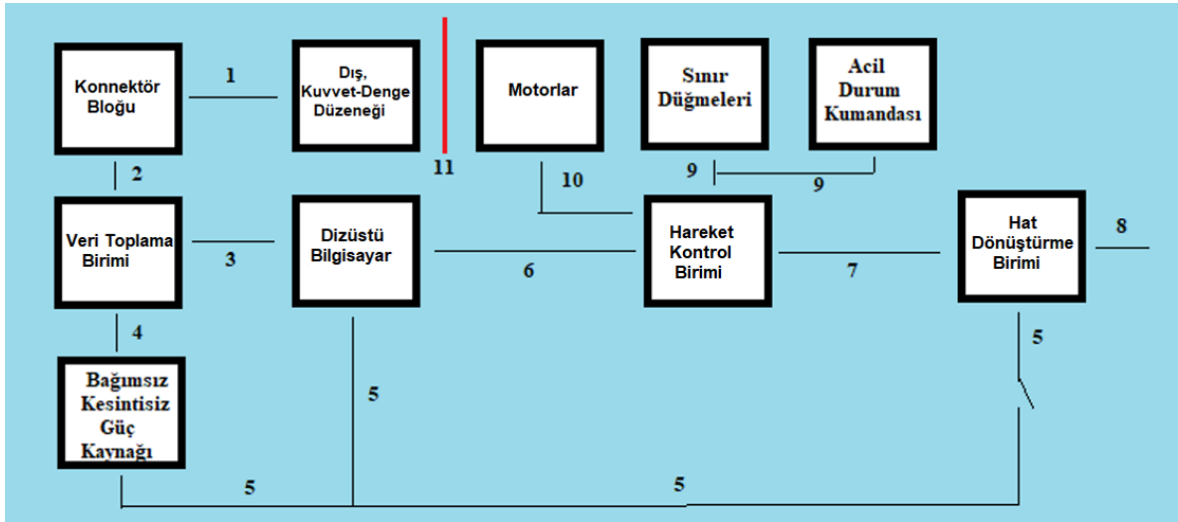 Konnektör
Bloğu
1
Dış,
Kuvvet-Denge
Düzeneği
11
Motorlar
Sınır
Düğmeleri
Acil
Durum
Kumandası
2
10
9
9
Veri Toplama
Birimi
3
Dizüstü
Bilgisayar
6
Hareket
Kontrol
Birimi
7
Hat
Dönüştürme
Birimi
8
4
5
5
Bağımsız
Kesintisiz
Güç
Kaynağı
5
5